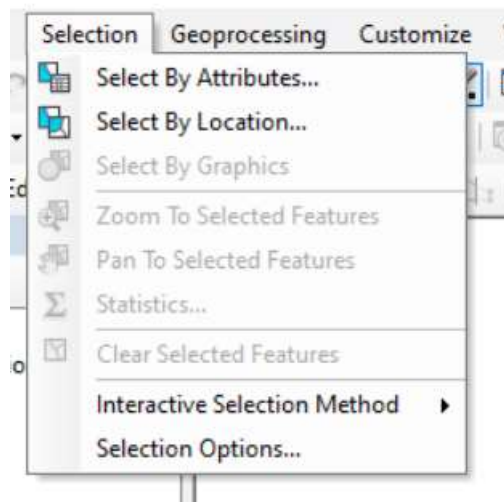 Selection Geoprocessing Customize
Select By Attributes...
Select By Location...
Select By Graphics
Zoom To Selected Features
Pan To Selected Features
Statistics...
Clear Selected Features
Interactive Selection Method
Selection Options...